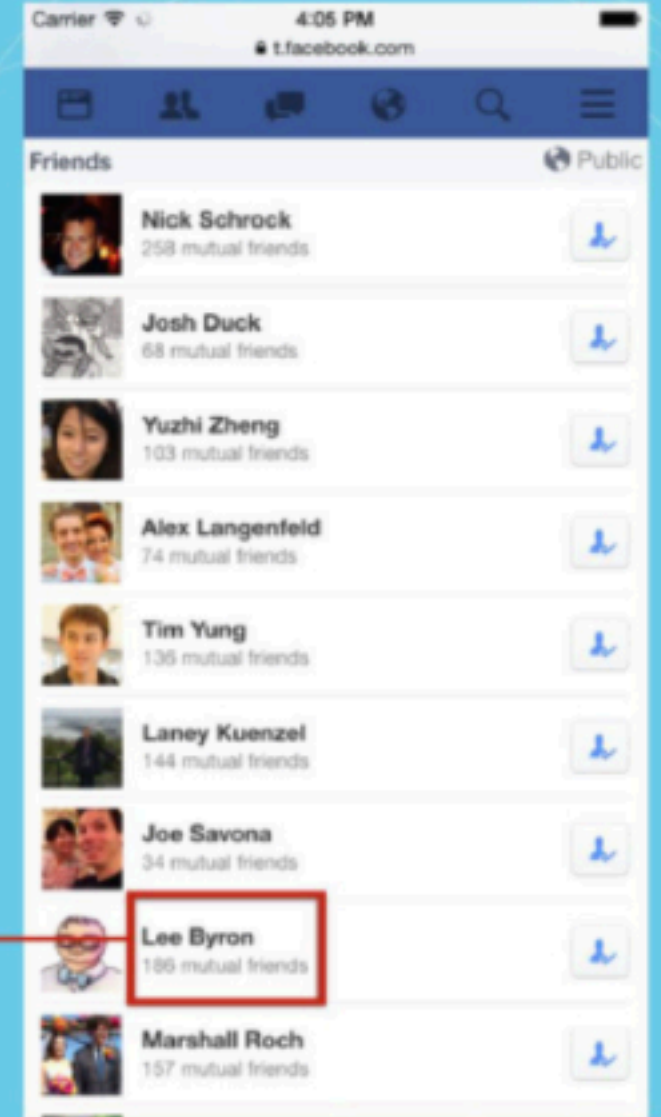 Carrier
4:05 PM
t.facebook.com
Friends
Public
Nick Schrock
258 mutual friends
Josh Duck
68 mutual friends
Yuzhi Zheng
103 mutual friends
Alex Langenfeld
74 mutual friends
Tim Yung
136 mutual friends
Laney Kuenzel
144 mutual friends
Joe Savona
34 mutual friends
Lee Byron
186 mutual friends
Marshall Roch
157 mutual friends